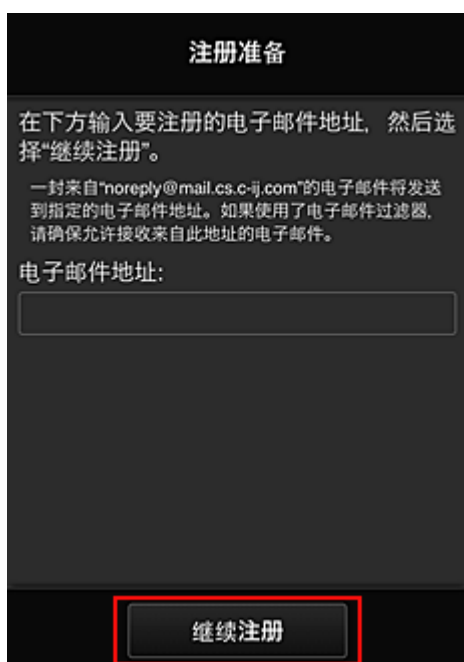 注册准备
在下方输入要注册的电子邮件地址，然后选
择“继续注册”。
一封来自“noreply@mail.cs.c-ij.com”的电子邮件将发送
到指定的电子邮件地址。如果使用了电子邮件过滤器，
请确保允许接收来自此地址的电子邮件。
电子邮件地址:
继续注册